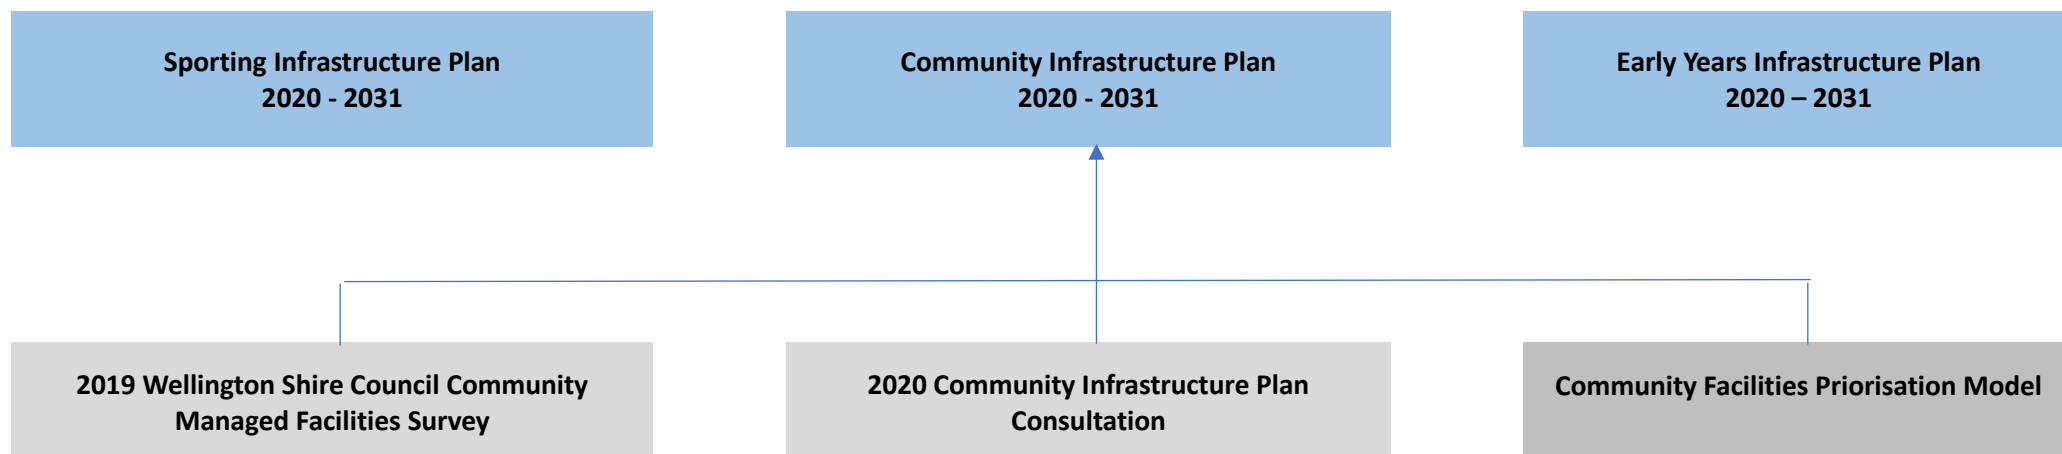 Sporting Infrastructure Plan
2020 - 2031
Community Infrastructure Plan
2020 - 2031
Early Years Infrastructure Plan
2020 – 2031
2019 Wellington Shire Council Community
Managed Facilities Survey
2020 Community Infrastructure Plan
Consultation
Community Facilities Priorisation Model